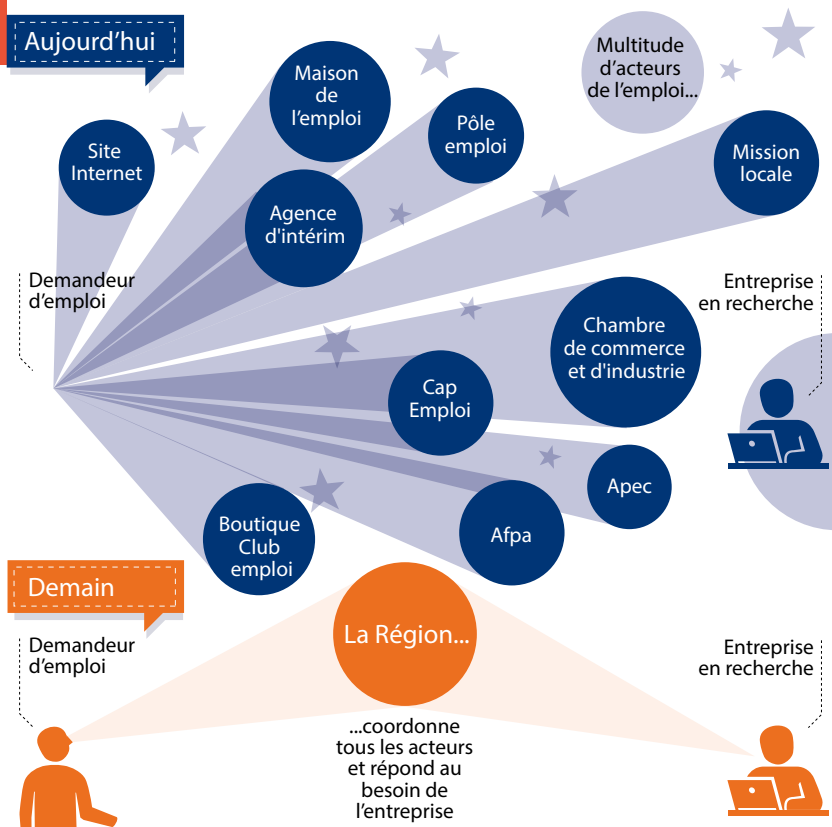 Aujourd'hui
Multitude
d'acteurs
de l'emploi...
Maison
de
l'emploi
Pôle
emploi
Site
Internet
Mission
locale
Agence
d'intérim
Demandeur
d'emploi
Entreprise
en recherche
Chambre
de commerce
et d'industrie
Cap
Emploi
Apec
Boutique
Club
emploi
Afpa
Demain
La Région...
Demandeur
d'emploi
Entreprise
en recherche
...coordonne
tous les acteurs
et répond au
besoin de
l'entreprise